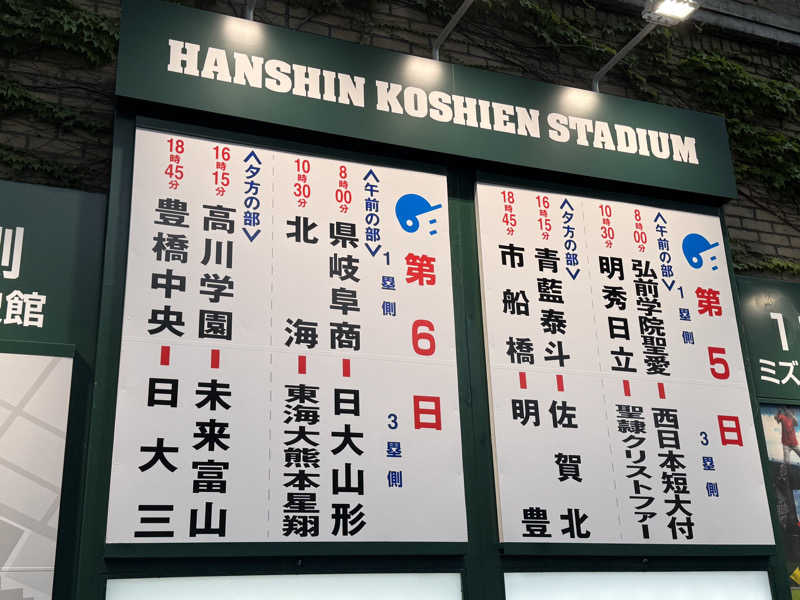 HANSHIN KOSHIEN STADIUM
第5日
1塁側
3塁側
<午前の部>
8時00分
弘前学院聖愛-西日本短大付
10時30分
明秀日立-聖隷クリストファー
<夕方の部>
16時15分
青藍泰斗-佐賀北
18時45分
市船橋-明豊
第6日
1塁側
3塁側
<午前の部>
8時00分
県岐阜商-日大山形
10時30分
北海-東海大熊本星翔
<夕方の部>
16時15分
高川学園-未来富山
18時45分
豊橋中央-日大三
館
1
ミズ